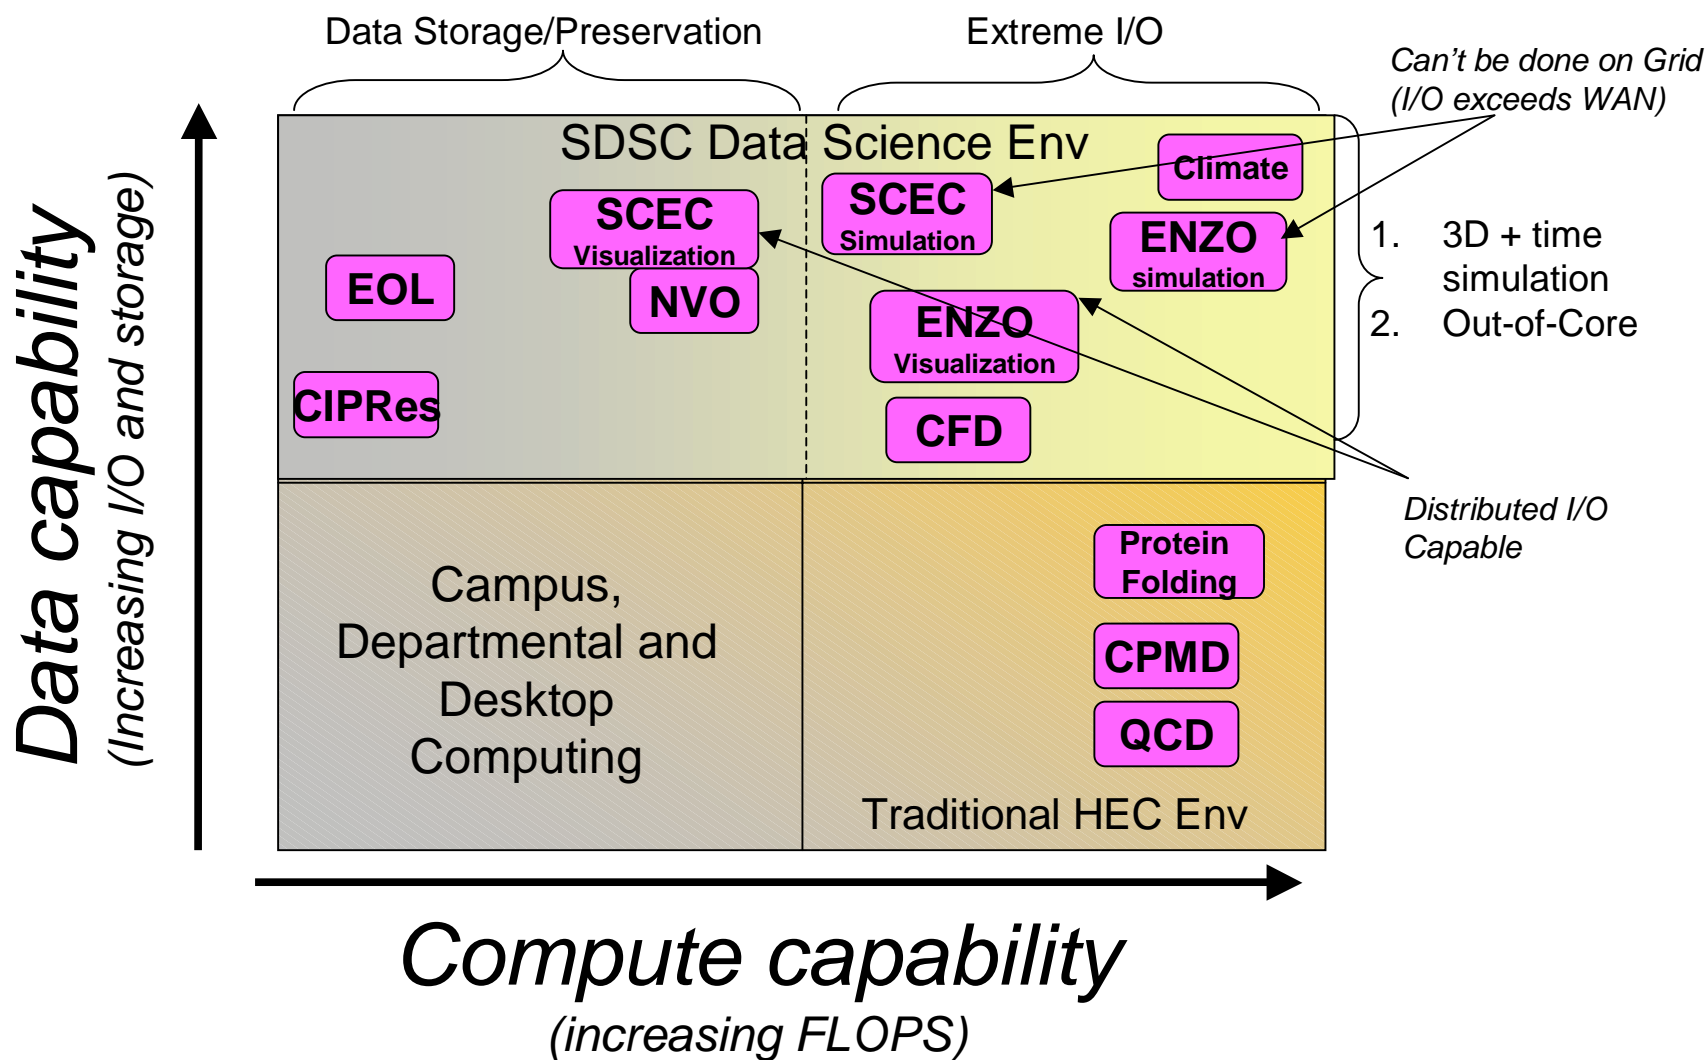 Data Storage/Preservation
Extreme I/O
Can't be done on Grid
(I/O exceeds WAN)
SDSC Data Science Env
Climate
SCEC
Visualization
SCEC
Simulation
ENZO
simulation
EOL
NVO
ENZO
Visualization
CIPRes
CFD
1. 3D + time
simulation
2. Out-of-Core
Distributed I/O
Capable
Data capability
(Increasing I/O and storage)
Campus,
Departmental and
Desktop
Computing
Protein
Folding
CPMD
QCD
Traditional HEC Env
Compute capability
(increasing FLOPS)